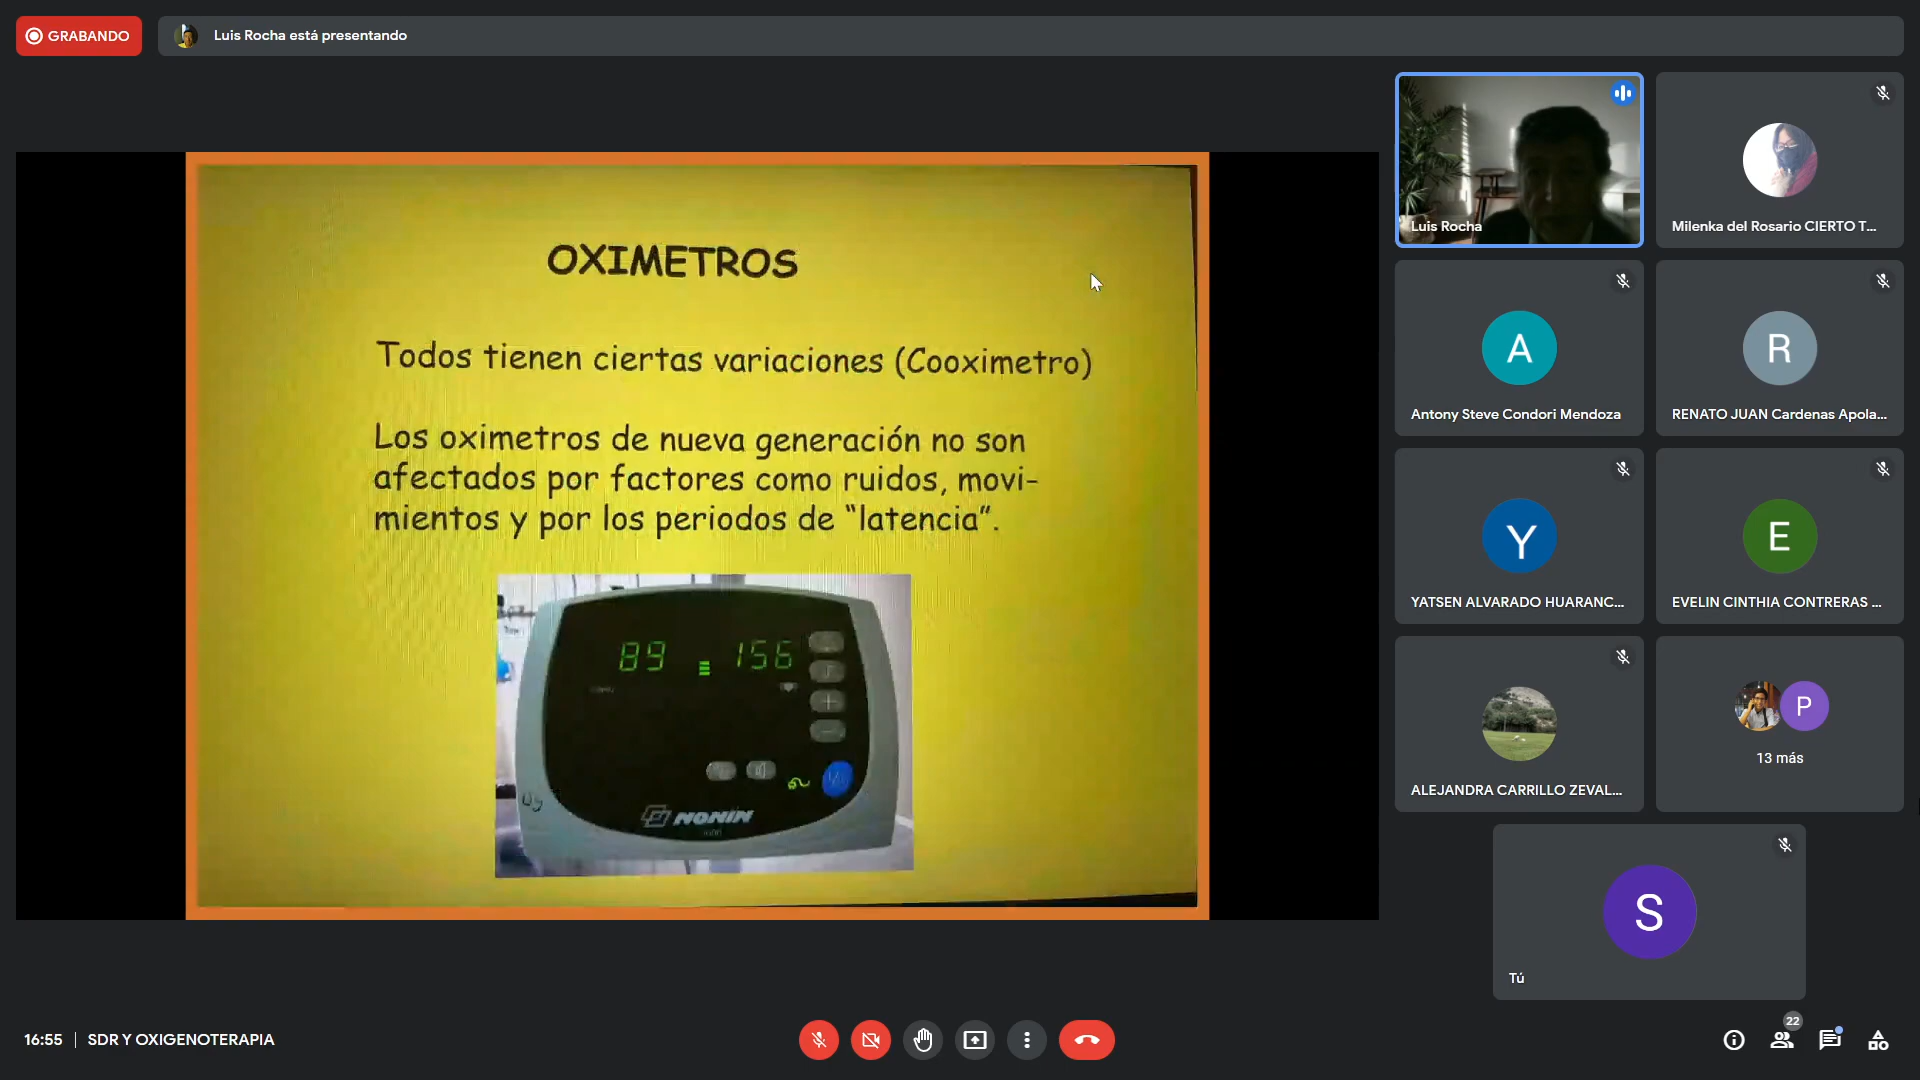 GRABANDO
Luis Rocha está presentando
OXIMETROS
Todos tienen ciertas variaciones (Cooximetro)
Los oximetros de nueva generación no son
afectados por factores como ruidos, movi-
mientos y por los periodos de “latencia”.
89 156
NONIN
Luis Rocha
Milenka del Rosario CIERTO T...
A
Antony Steve Condori Mendoza
R
RENATO JUAN Cardenas Apola...
Y
YATSEN ALVARADO HUARANC...
E
EVELIN CINTHIA CONTRERAS ...
ALEJANDRA CARRILLO ZEVAL...
P
13 más
S
Tú
16:55 | SDR Y OXIGENOTERAPIA
22